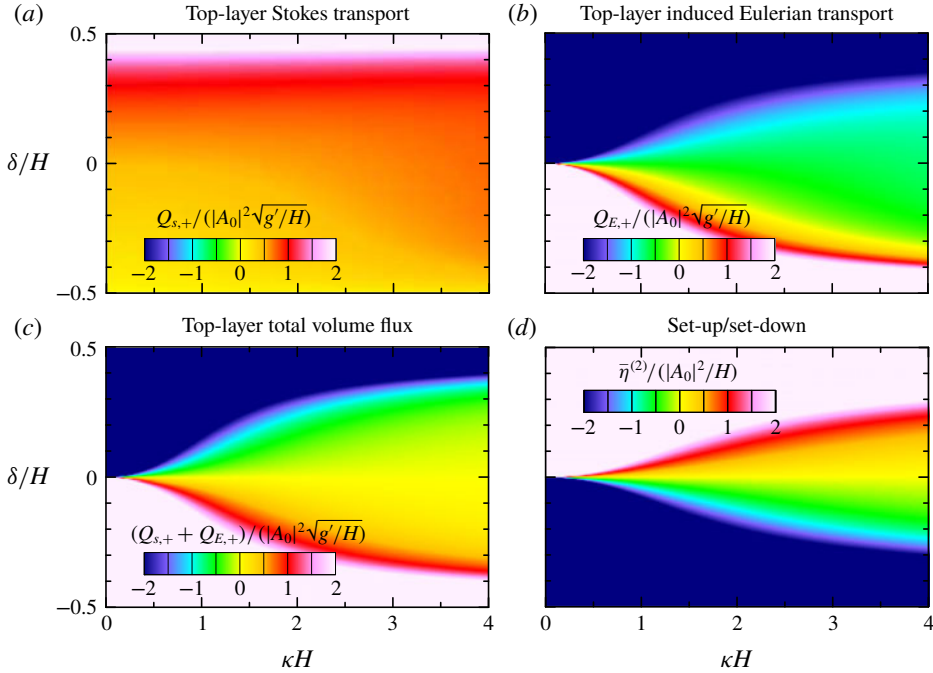 (a) Top-layer Stokes transport
0.5
δ/H
0
−0.5
Q_{s,+}/(|A_0|^2√g′/H)
−2 −1 0 1 2
(b) Top-layer induced Eulerian transport
Q_{E,+}/(|A_0|^2√g′/H)
−2 −1 0 1 2
(c) Top-layer total volume flux
0.5
δ/H
0
−0.5
(Q_{s,+} + Q_{E,+})/(|A_0|^2√g′/H)
−2 −1 0 1 2
0 1 2 3 4
κH
(d) Set-up/set-down
η̄^{(2)}/(|A_0|^2/H)
−2 −1 0 1 2
0 1 2 3 4
κH